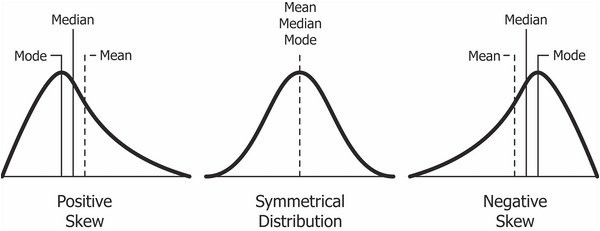 Median
Mode
Mean
Positive
Skew
Mean
Median
Mode
Symmetrical
Distribution
Median
Mean
Mode
Negative
Skew